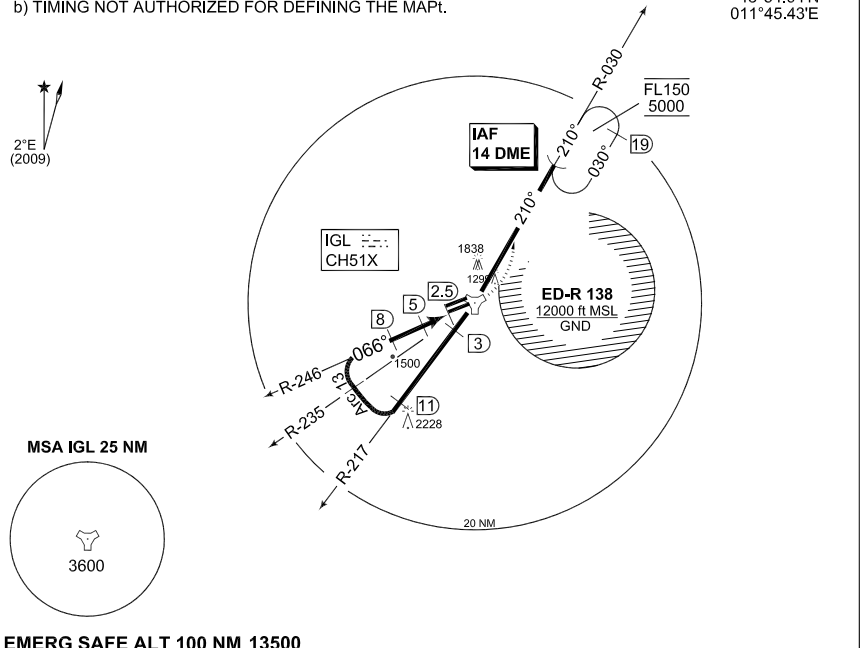 b) TIMING NOT AUTHORIZED FOR DEFINING THE MAPt.
011°45.43'E
2°E
(2009)
R-030
FL150
5000
IAF
14 DME
210°
030°
19
210°
IGL
CH51X
1838
129
2.5
5
8
3
ED-R 138
12000 ft MSL
GND
066°
1500
R-246
Arc 13
R-235
11
2228
R-217
20 NM
MSA IGL 25 NM
3600
EMERG SAFE ALT 100 NM 13500